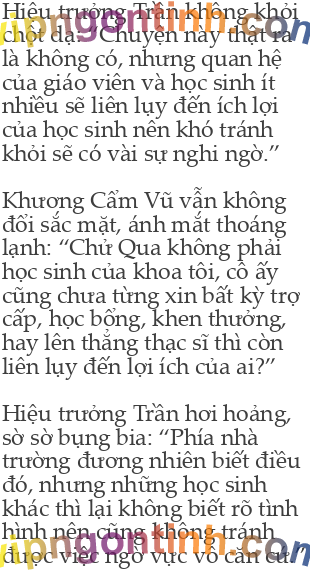 Hiệu trưởng Trần không khỏi
chột dạ: “Chuyện này thật ra
là không có, nhưng quan hệ
của giáo viên và học sinh ít
nhiều sẽ liên lụy đến ích lợi
của học sinh nên khó tránh
khỏi sẽ có vài sự nghi ngờ.”
Khương Cẩm Vũ vẫn không
đổi sắc mặt, ánh mắt thoáng
lạnh: “Chử Qua không phải
học sinh của khoa tôi, cô ấy
cũng chưa từng xin bất kỳ trợ
cấp, học bổng, khen thưởng,
hay lên thẳng thạc sĩ thì còn
liên lụy đến lợi ích của ai?”
Hiệu trưởng Trần hơi hoảng,
sờ sờ bụng bia: “Phía nhà
trường đương nhiên biết điều
đó, nhưng những học sinh
khác thì lại không biết rõ tình
hình nên cũng không tránh
được việc ngờ vực vô căn cứ.”